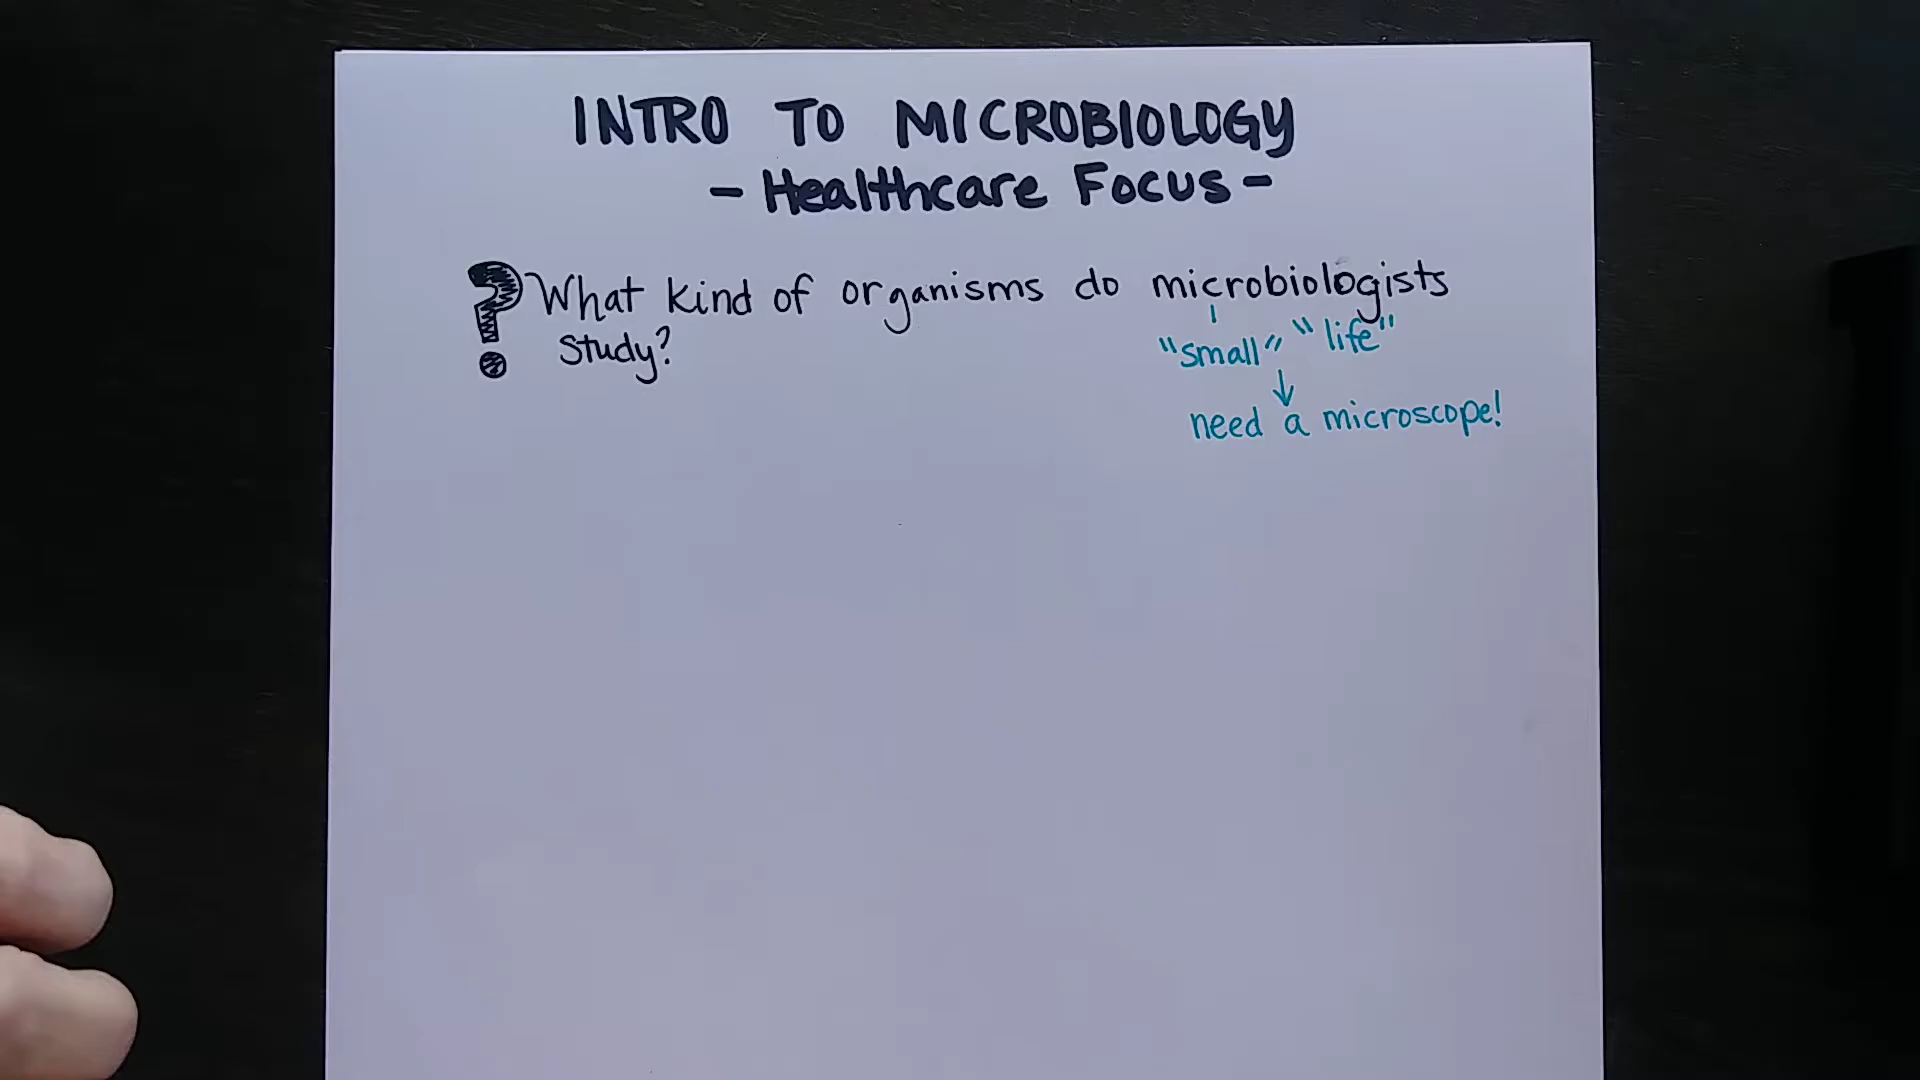 INTRO TO MICROBIOLOGY
- Healthcare Focus -
? What kind of organisms do microbiologists
study?
"small" "life"
need a microscope!